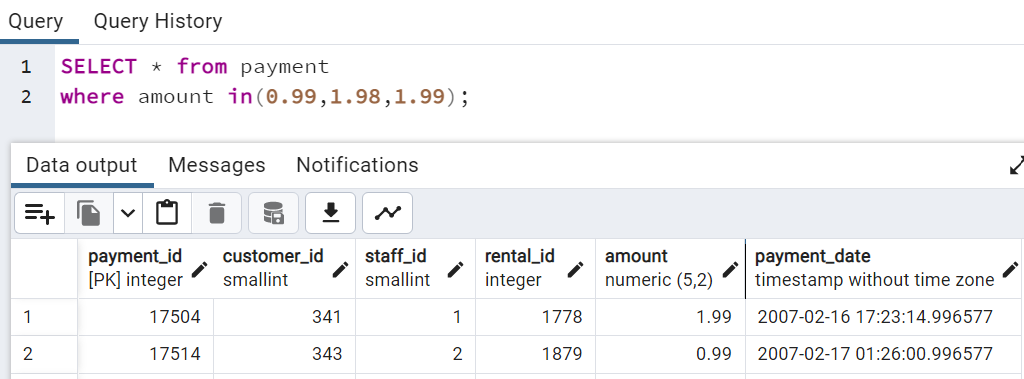 Query Query History
1 SELECT * from payment
2 where amount in(0.99,1.98,1.99);
Data output Messages Notifications
payment_id customer_id staff_id rental_id amount payment_date
[PK] integer smallint smallint integer numeric (5,2) timestamp without time zone
1 17504 341 1 1778 1.99 2007-02-16 17:23:14.996577
2 17514 343 2 1879 0.99 2007-02-17 01:26:00.996577